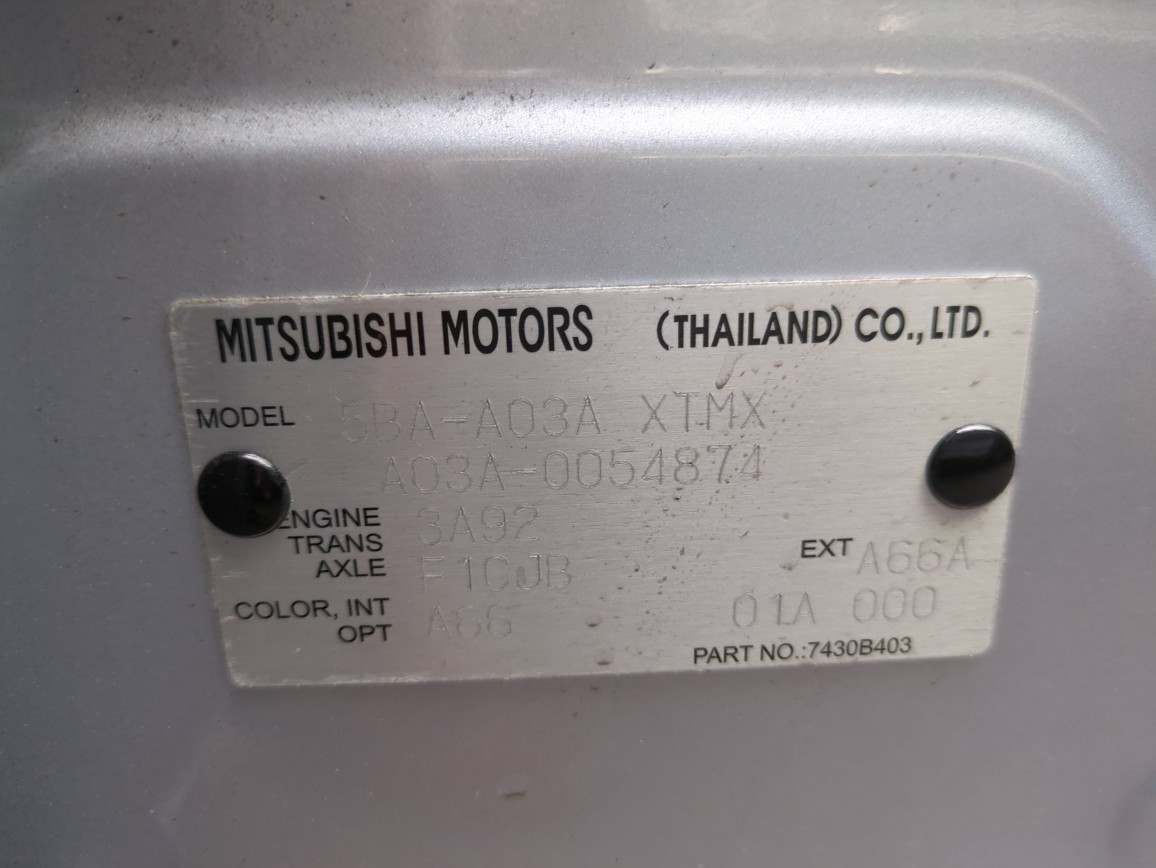 MITSUBISHI MOTORS (THAILAND) CO., LTD.
MODEL 5BA-A03A XTMX
A03A-0054874
ENGINE 3A92
TRANS
AXLE F1CJB
EXT A66A
COLOR, INT A66
OPT 01A 000
PART NO.:7430B403